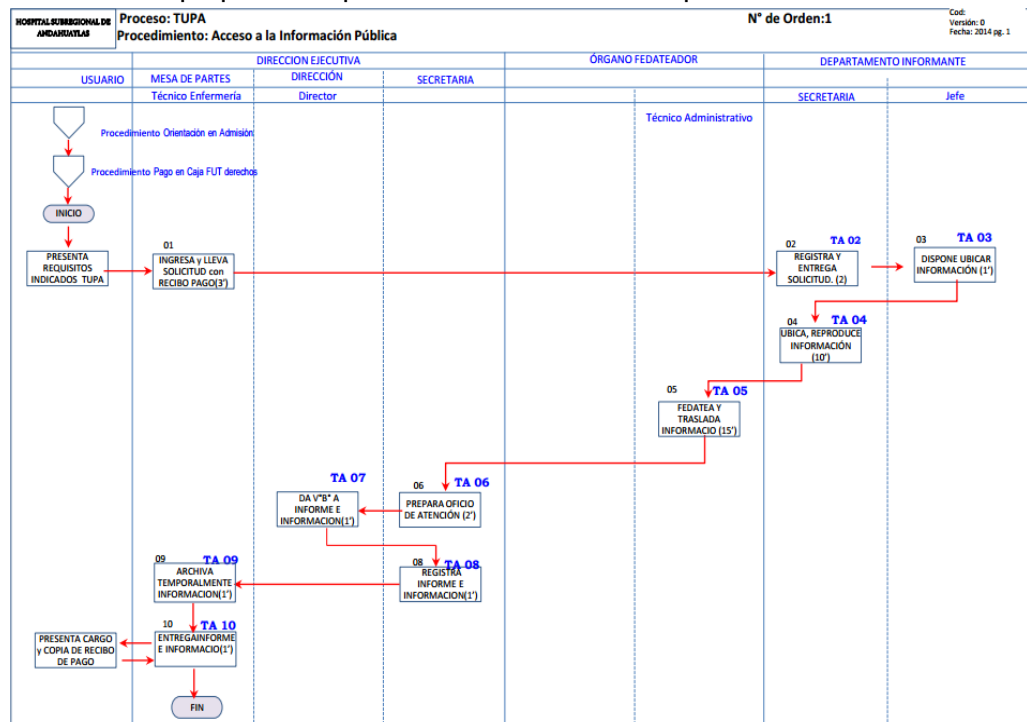 HOSPITAL SUBREGIONAL DE
ANDAHUAYLAS
Proceso: TUPA
Procedimiento: Acceso a la Información Pública
N° de Orden:1
Cod:
Versión: 0
Fecha: 2014 pg. 1
DIRECCION EJECUTIVA
ÓRGANO FEDATEADOR
DEPARTAMENTO INFORMANTE
USUARIO
MESA DE PARTES
DIRECCIÓN
SECRETARIA
Técnico Enfermería
Director
SECRETARIA
Jefe
Técnico Administrativo
Procedimiento Orientación en Admisión
Procedimiento Pago en Caja FUT derechos
INICIO
PRESENTA
REQUISITOS
INDICADOS TUPA
01
INGRESA y LLEVA
SOLICITUD con
RECIBO PAGO(3')
02
TA 02
REGISTRA Y
ENTREGA
SOLICITUD. (2)
03
TA 03
DISPONE UBICAR
INFORMACIÓN (1')
04
TA 04
UBICA, REPRODUCE
INFORMACIÓN
(10')
05
TA 05
FEDATEA Y
TRASLADA
INFORMACIO (15')
06
TA 06
PREPARA OFICIO
DE ATENCIÓN (2')
TA 07
DA V°B° A
INFORME E
INFORMACION(1')
08
TA 08
REGISTRA
INFORME E
INFORMACION(1')
09
TA 09
ARCHIVA
TEMPORALMENTE
INFORMACION(1')
10
TA 10
ENTREGAINFORME
E INFORMACIO(1')
PRESENTA CARGO
y COPIA DE RECIBO
DE PAGO
FIN